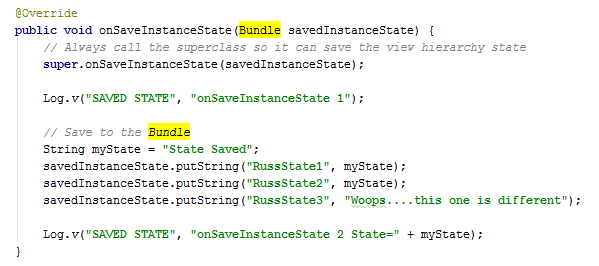 @Override
public void onSaveInstanceState(Bundle savedInstanceState) {
// Always call the superclass so it can save the view hierarchy state
super.onSaveInstanceState(savedInstanceState);
Log.v("SAVED STATE", "onSaveInstanceState 1");
// Save to the Bundle
String myState = "State Saved";
savedInstanceState.putString("RussState1", myState);
savedInstanceState.putString("RussState2", myState);
savedInstanceState.putString("RussState3", "Woops....this one is different");
Log.v("SAVED STATE", "onSaveInstanceState 2 State=" + myState);
}